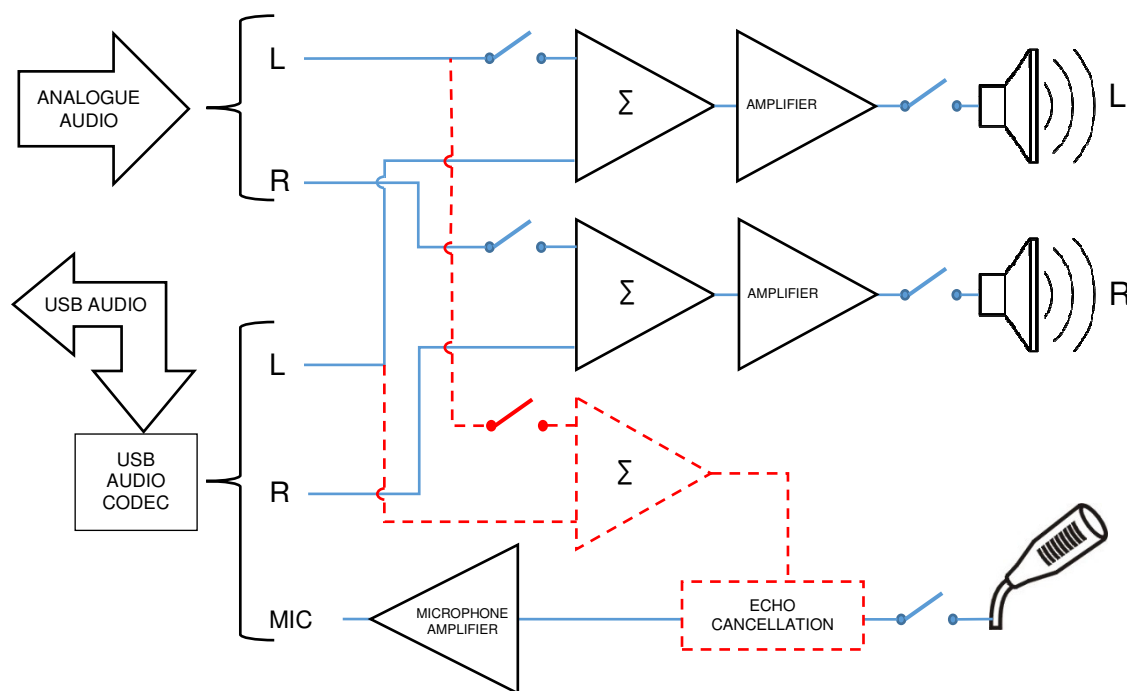 L
ANALOGUE
AUDIO
R
Σ
AMPLIFIER
L
Σ
AMPLIFIER
R
USB AUDIO
L
USB
AUDIO
CODEC
R
Σ
MIC
MICROPHONE
AMPLIFIER
ECHO
CANCELLATION